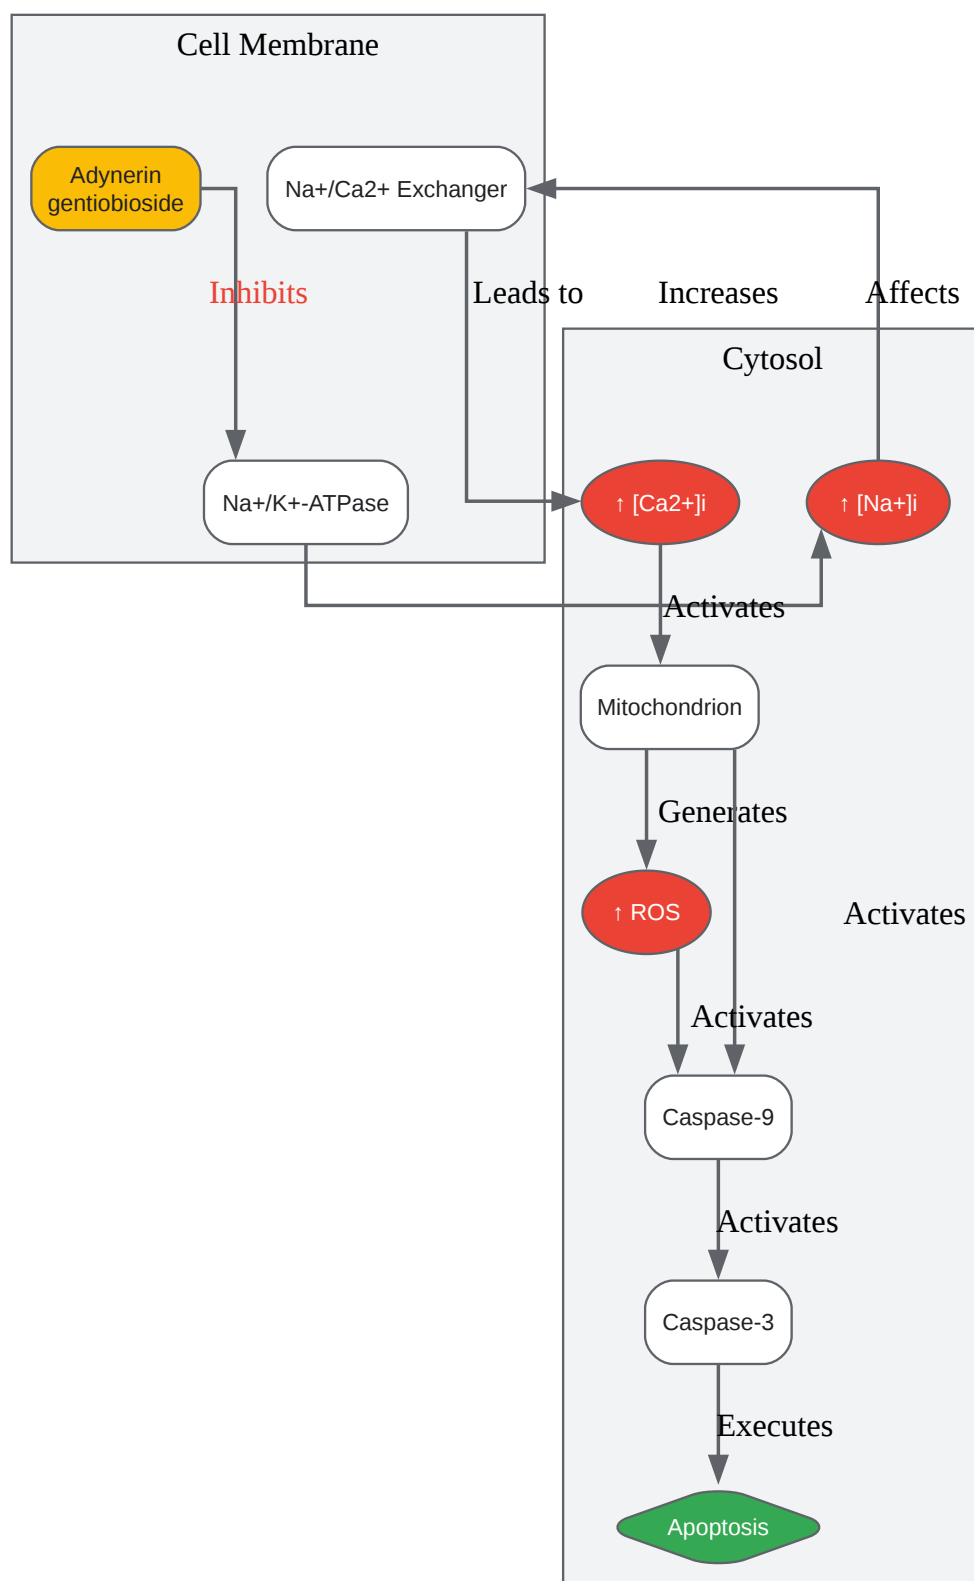 Cell Membrane
Adynerin
gentiobioside
Na+/Ca2+ Exchanger
Inhibits
Leads to
Increases
Affects
Cytosol
Na+/K+-ATPase
↑ [Ca2+]i
↑ [Na+]i
Activates
Mitochondrion
Generates
↑ ROS
Activates
Activates
Caspase-9
Activates
Caspase-3
Executes
Apoptosis